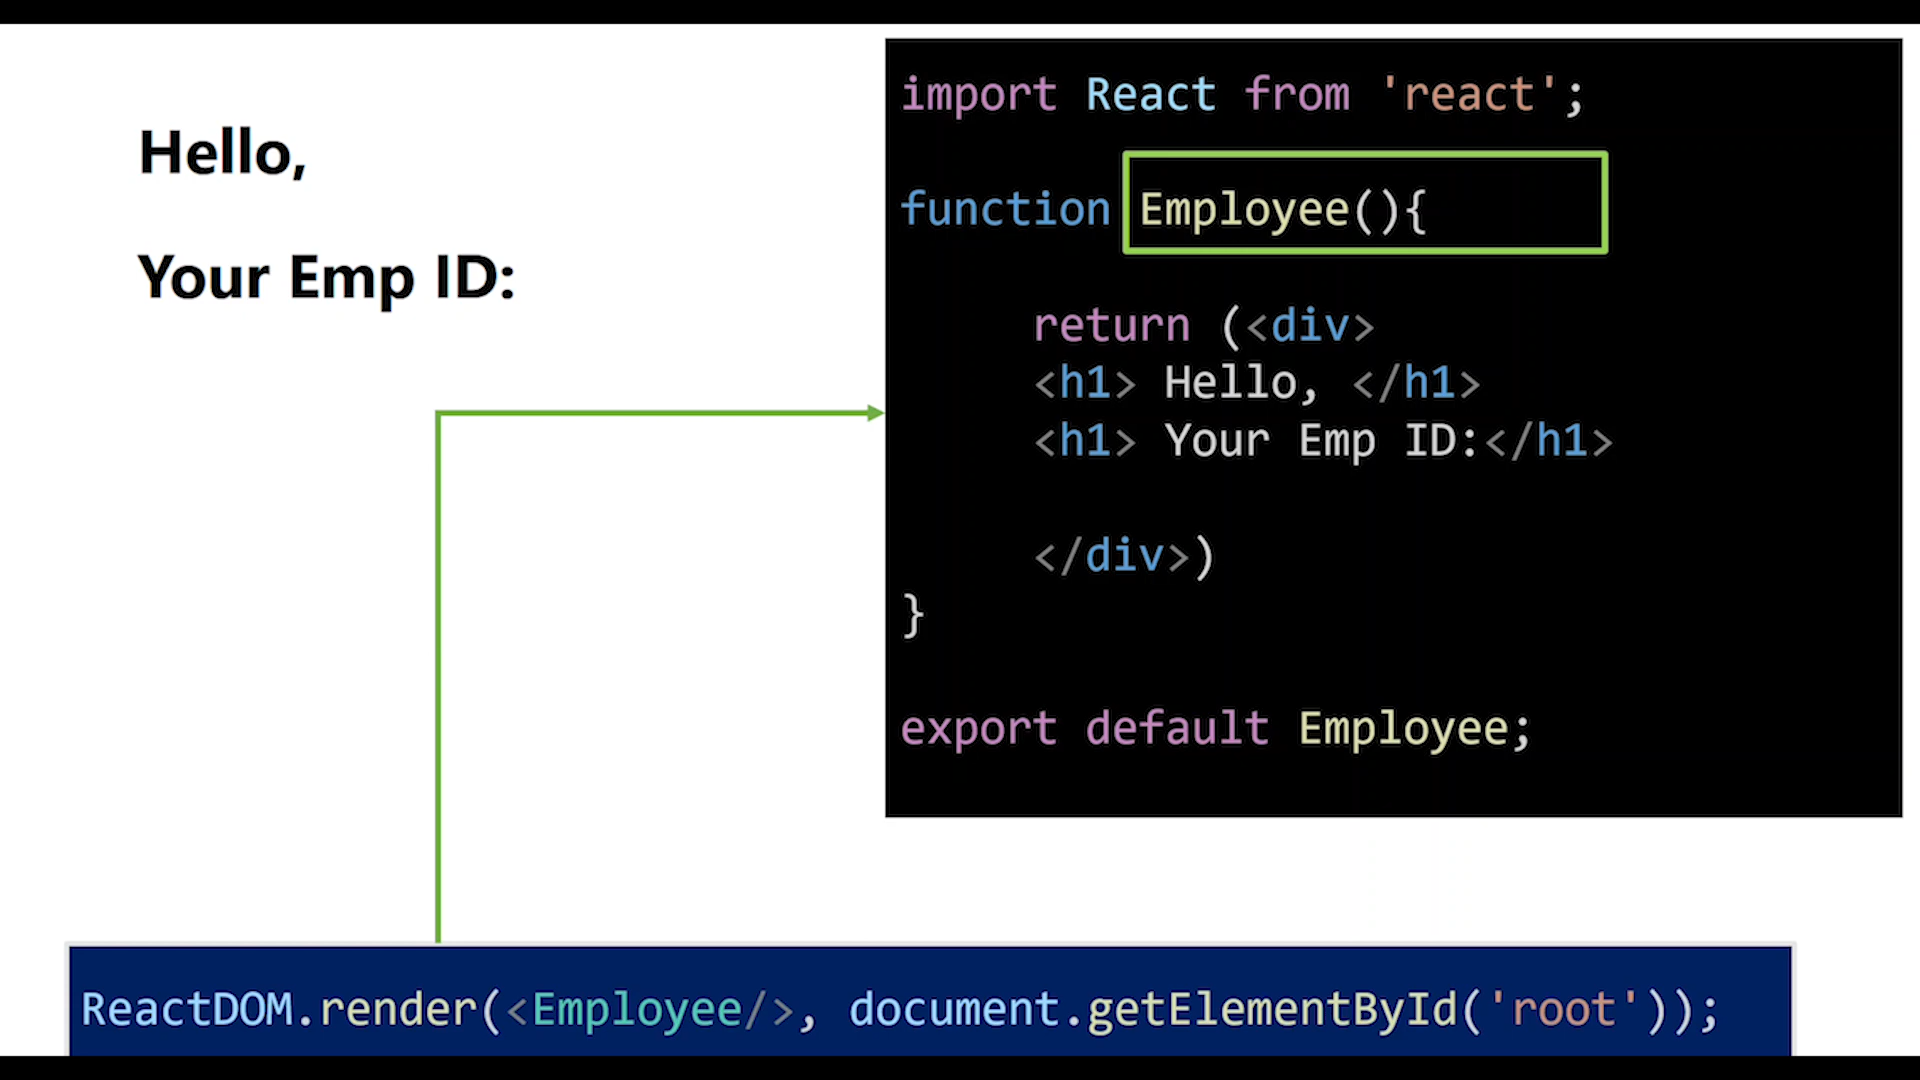 Hello,
Your Emp ID:
import React from 'react';
function Employee(){
return (<div>
<h1> Hello, </h1>
<h1> Your Emp ID:</h1>
</div>)
}
export default Employee;
ReactDOM.render(<Employee/>, document.getElementById('root'));